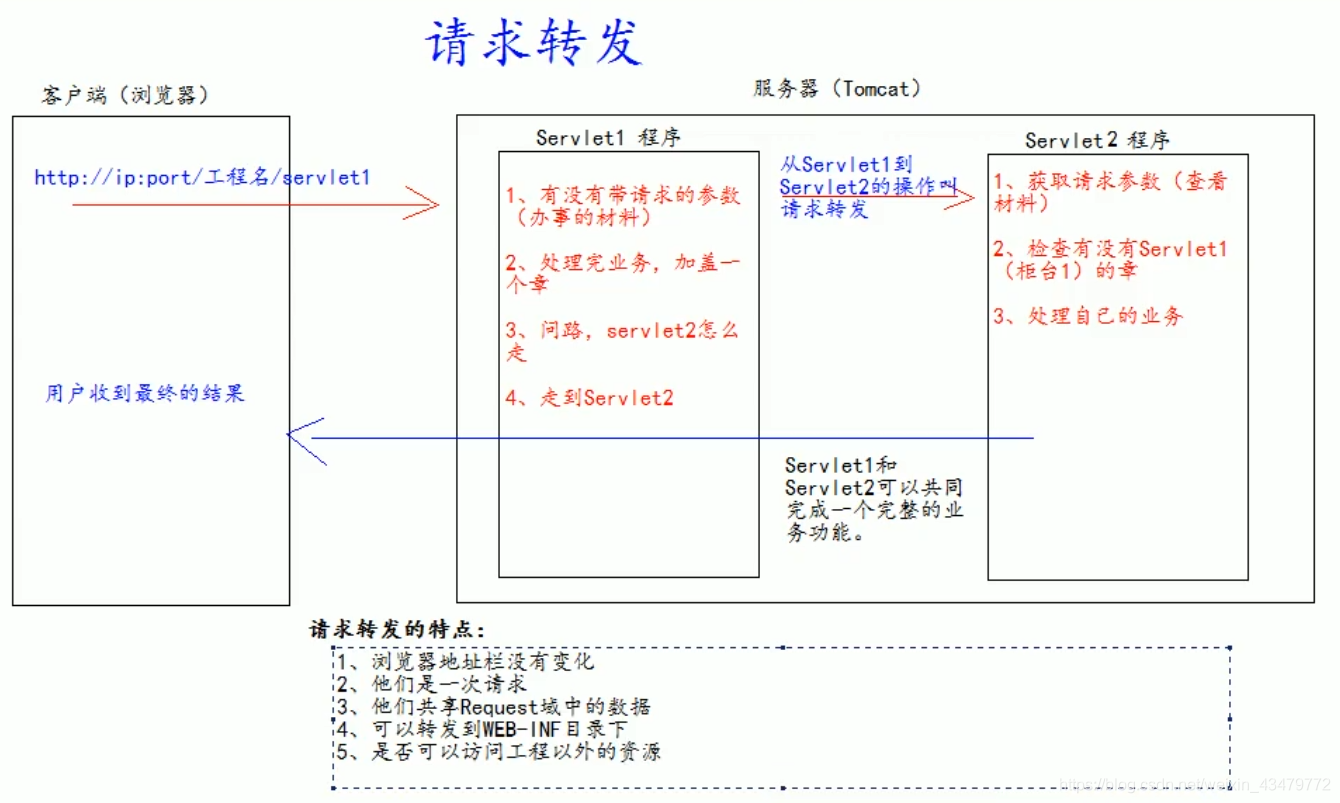 请求转发
客户端（浏览器）
服务器（Tomcat）
http://ip:port/工程名/servlet1
用户收到最终的结果
Servlet1 程序
1、有没有带请求的参数
（办事的材料）
2、处理完业务，加盖一
个章
3、问路，servlet2怎么
走
4、走到Servlet2
从Servlet1到
Servlet2的操作叫
请求转发
Servlet2 程序
1、获取请求参数（查看
材料）
2、检查有没有Servlet1
（柜台1）的章
3、处理自己的业务
Servlet1和
Servlet2可以共同
完成一个完整的业
务功能。
请求转发的特点：
1、浏览器地址栏没有变化
2、他们是一次请求
3、他们共享Request域中的数据
4、可以转发到WEB-INF目录下
5、是否可以访问工程以外的资源
https://blog.csdn.net/weixin_43479772